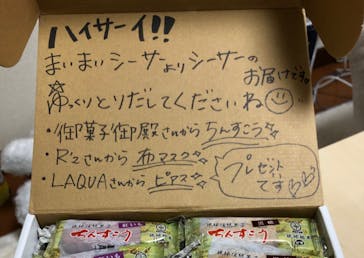 ハイサーイ!!
まいまいシーサーよりシーサーの
お届けです。
ゆっくりとりだしてくださいね
・御菓子御殿さんから ちんすこう
・R'zさんから 布マスク
・LAQUAさんから ピアス
プレゼント
です
ちんすこう
ちんすこう